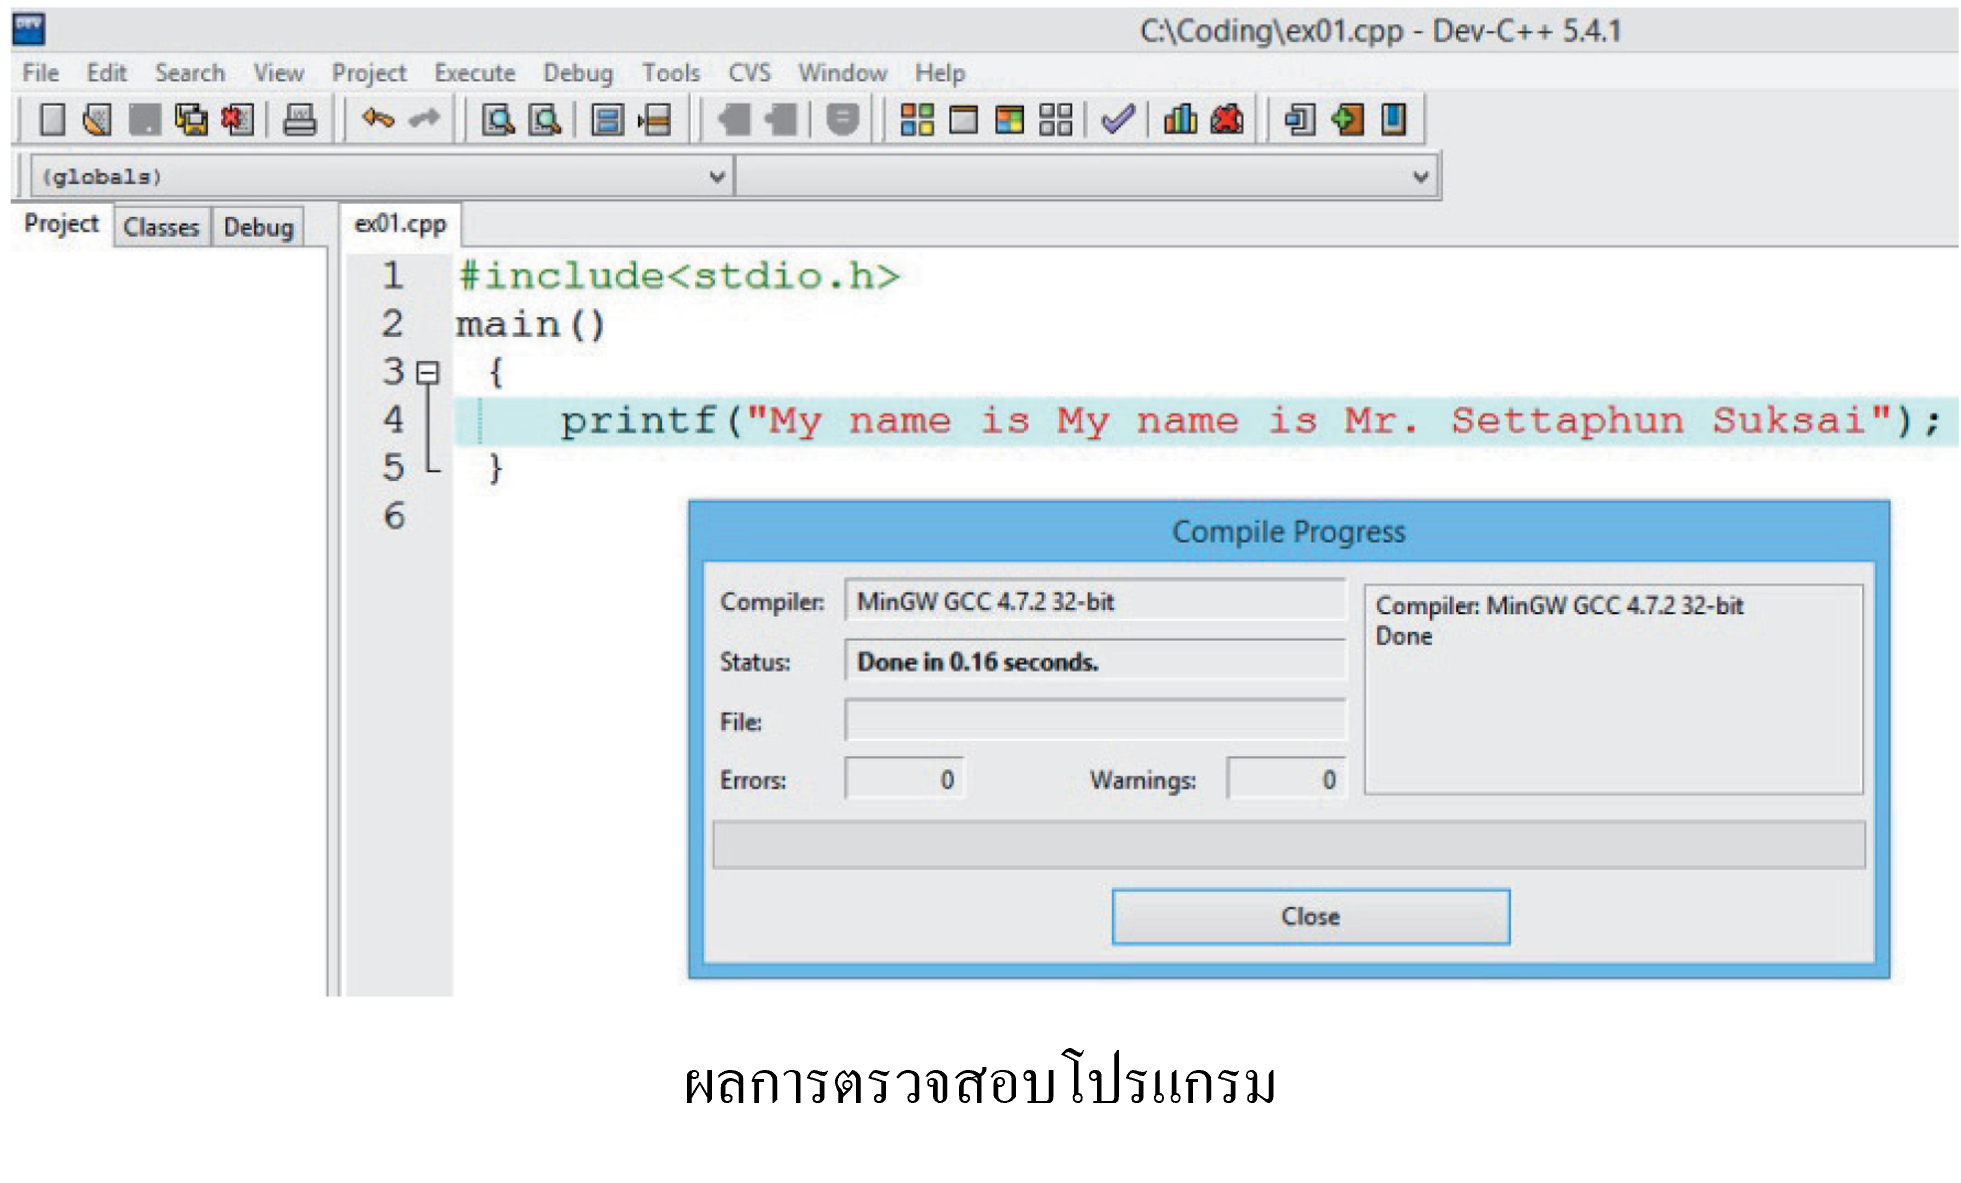 DEV
C:\Coding\ex01.cpp - Dev-C++ 5.4.1
File Edit Search View Project Execute Debug Tools CVS Window Help
(globals)
Project Classes Debug ex01.cpp
1 #include<stdio.h>
2 main()
3 {
4 printf("My name is My name is Mr. Settaphun Suksai");
5 }
6
Compile Progress
Compiler: MinGW GCC 4.7.2 32-bit
Status: Done in 0.16 seconds.
File:
Errors: 0 Warnings: 0
Compiler: MinGW GCC 4.7.2 32-bit
Done
Close
ผลการตรวจสอบโปรแกรม